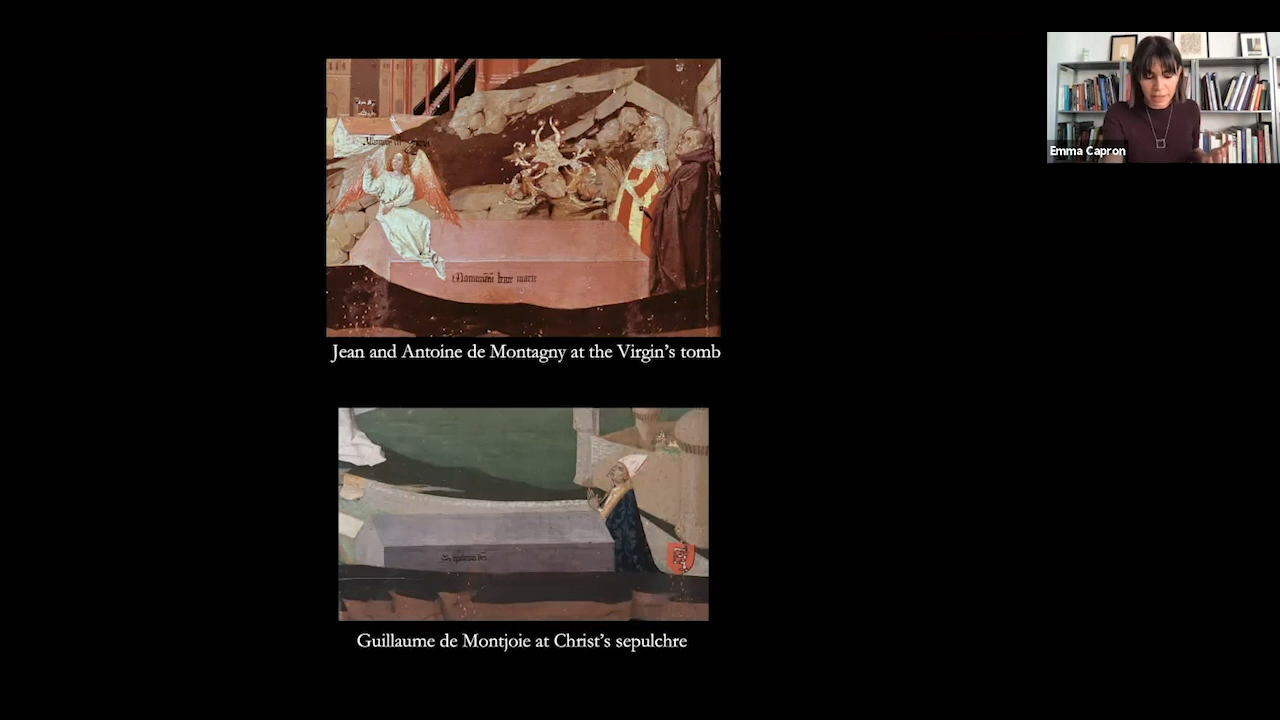 Emma Capron
Jean and Antoine de Montagny at the Virgin's tomb
Guillaume de Montjoie at Christ's sepulchre